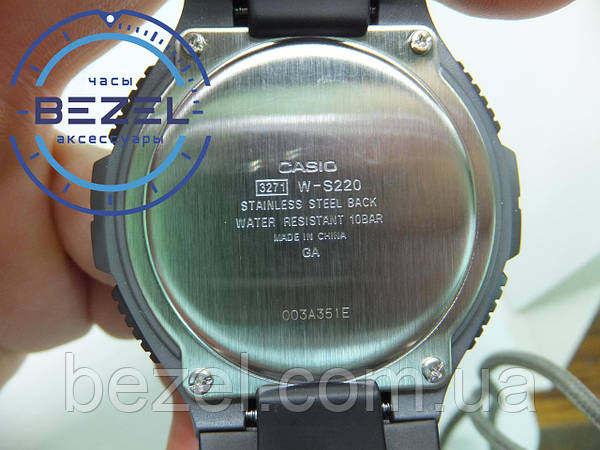 часы
BEZEL
аксессуары
CASIO
3271 W-S220
STAINLESS STEEL BACK
WATER RESISTANT 10BAR
MADE IN CHINA
GA
003A351E
bezel.com.ua